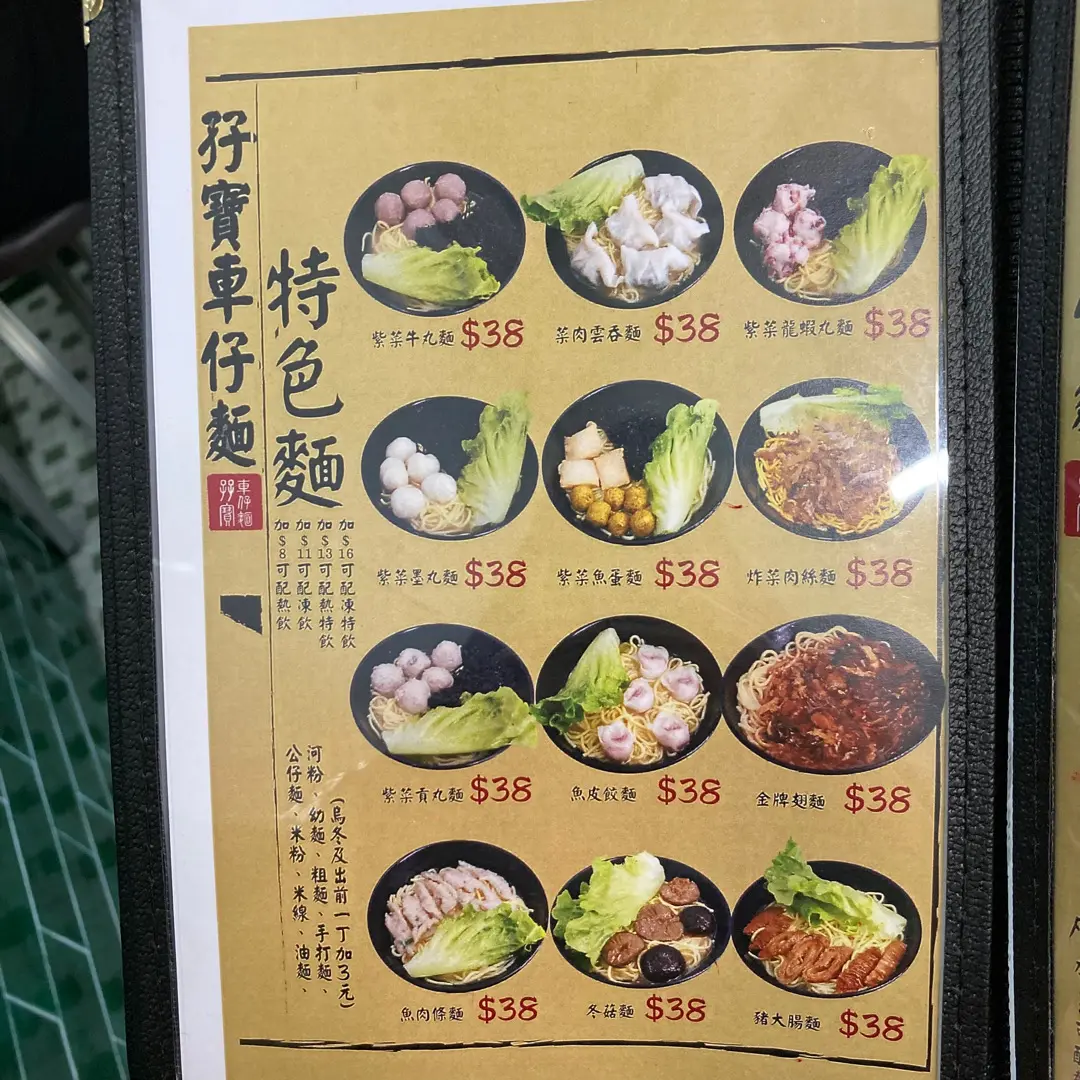 孖寶車仔麵
車仔麵
孖寶
特色麵
加$16可配凍特飲
加$13可配熱特飲
加$11可配凍飲
加$8可配熱飲
紫菜牛丸麵 $38
菜肉雲吞麵 $38
紫菜龍蝦丸麵 $38
紫菜墨丸麵 $38
紫菜魚蛋麵 $38
炸菜肉絲麵 $38
紫菜貢丸麵 $38
魚皮餃麵 $38
金牌翅麵 $38
魚肉條麵 $38
冬菇麵 $38
豬大腸麵 $38
(烏冬及出前一丁加3元)
河粉、幼麵、粗麵、手打麵、
公仔麵、米粉、米線、油麵、